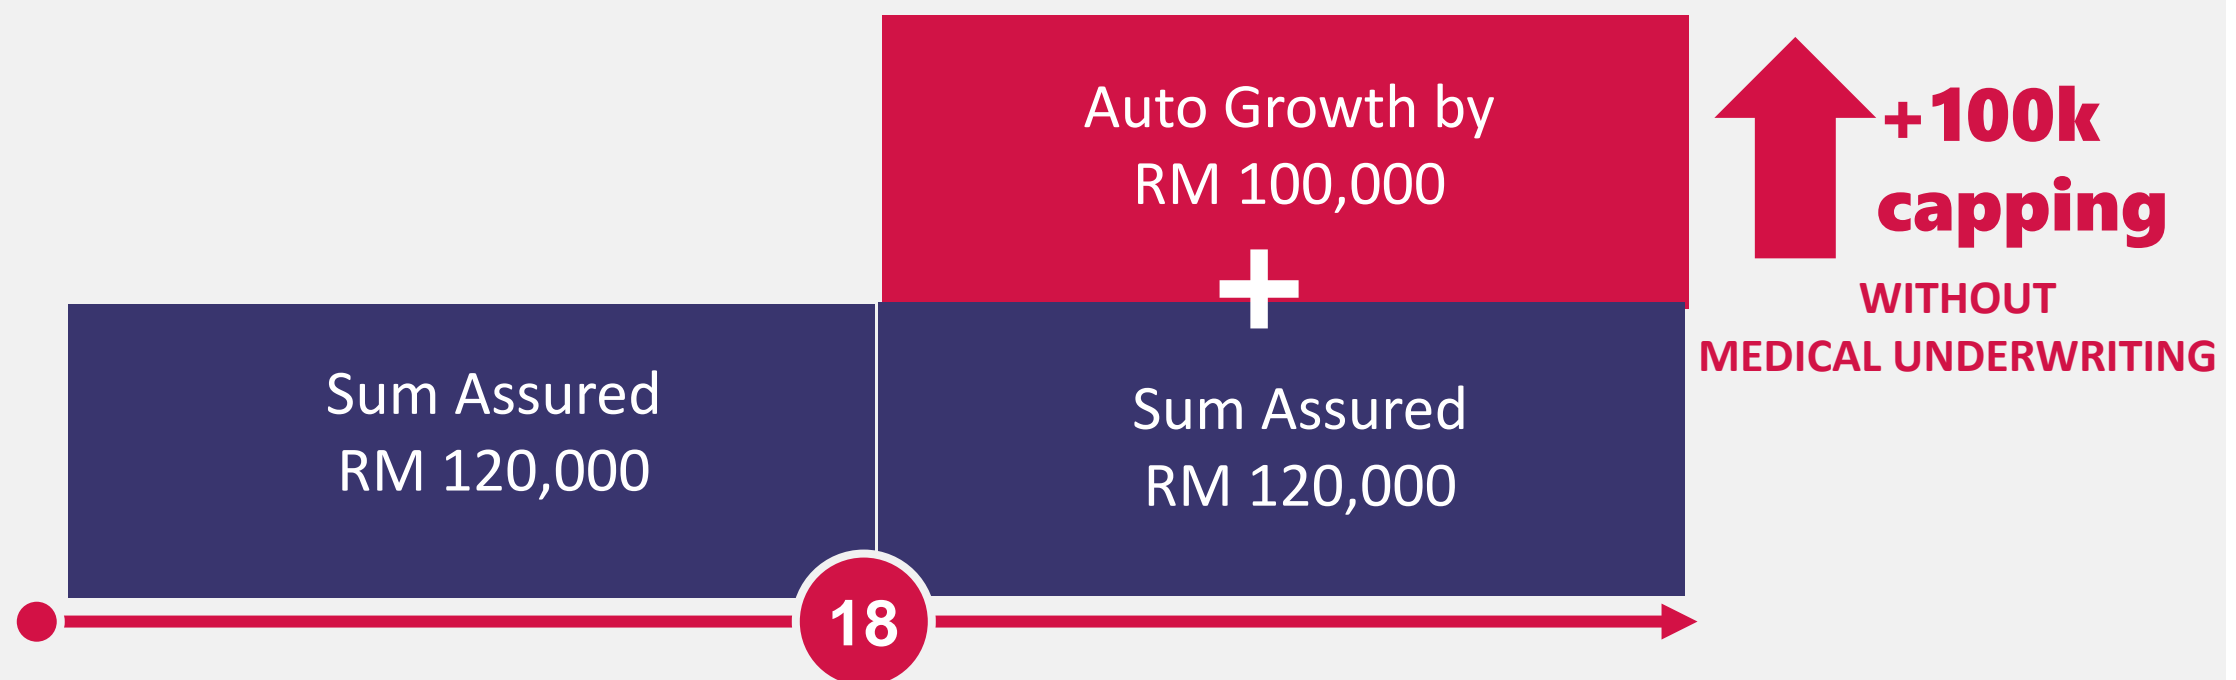 Auto Growth by
RM 100,000
+
+100k
capping
WITHOUT
MEDICAL UNDERWRITING
Sum Assured
RM 120,000
Sum Assured
RM 120,000
18